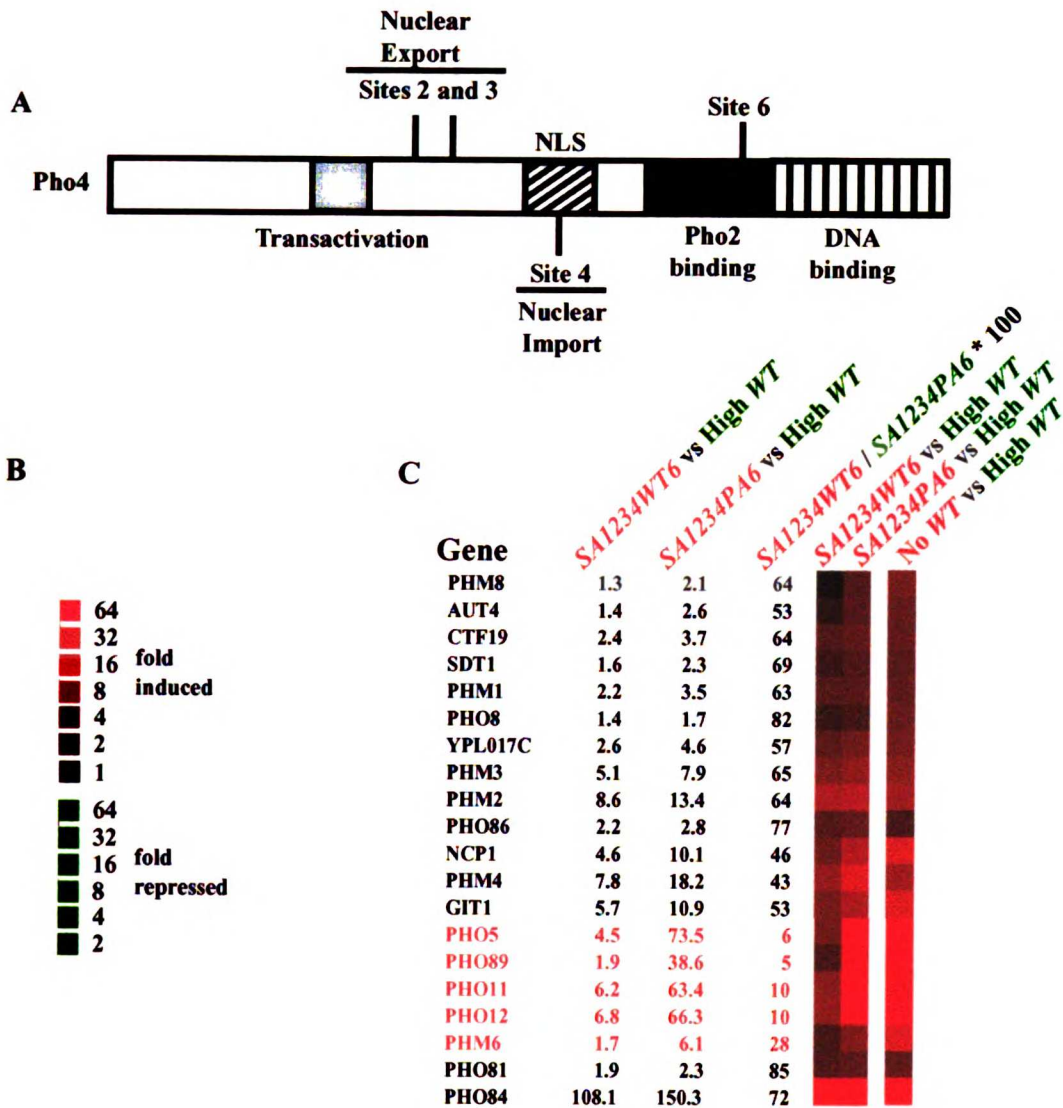 A
Nuclear
Export
Sites 2 and 3
Site 6
NLS
Pho4
Transactivation
Site 4
Nuclear
Import
Pho2
binding
DNA
binding
B
64
32
16 fold
8 induced
4
2
1
64
32
16 fold
8 repressed
4
2
C
Gene
SA1234WT6 vs High WT
SA1234PA6 vs High WT
SA1234WT6 / SA1234PA6 * 100
SA1234WT6 vs High WT
SA1234PA6 vs High WT
No WT vs High WT
PHM8 1.3 2.1 64
AUT4 1.4 2.6 53
CTF19 2.4 3.7 64
SDT1 1.6 2.3 69
PHM1 2.2 3.5 63
PHO8 1.4 1.7 82
YPL017C 2.6 4.6 57
PHM3 5.1 7.9 65
PHM2 8.6 13.4 64
PHO86 2.2 2.8 77
NCP1 4.6 10.1 46
PHM4 7.8 18.2 43
GIT1 5.7 10.9 53
PHO5 4.5 73.5 6
PHO89 1.9 38.6 5
PHO11 6.2 63.4 10
PHO12 6.8 66.3 10
PHM6 1.7 6.1 28
PHO81 1.9 2.3 85
PHO84 108.1 150.3 72